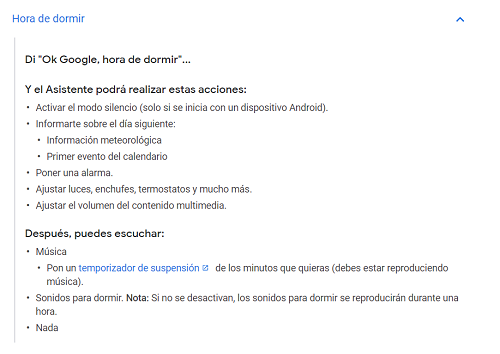 Hora de dormir
Di "Ok Google, hora de dormir"...
Y el Asistente podrá realizar estas acciones:
• Activar el modo silencio (solo si se inicia con un dispositivo Android).
• Informarte sobre el día siguiente:
• Información meteorológica
• Primer evento del calendario
• Poner una alarma.
• Ajustar luces, enchufes, termostatos y mucho más.
• Ajustar el volumen del contenido multimedia.
Después, puedes escuchar:
• Música
• Pon un temporizador de suspensión de los minutos que quieras (debes estar reproduciendo
música).
• Sonidos para dormir. Nota: Si no se desactivan, los sonidos para dormir se reproducirán durante una
hora.
• Nada